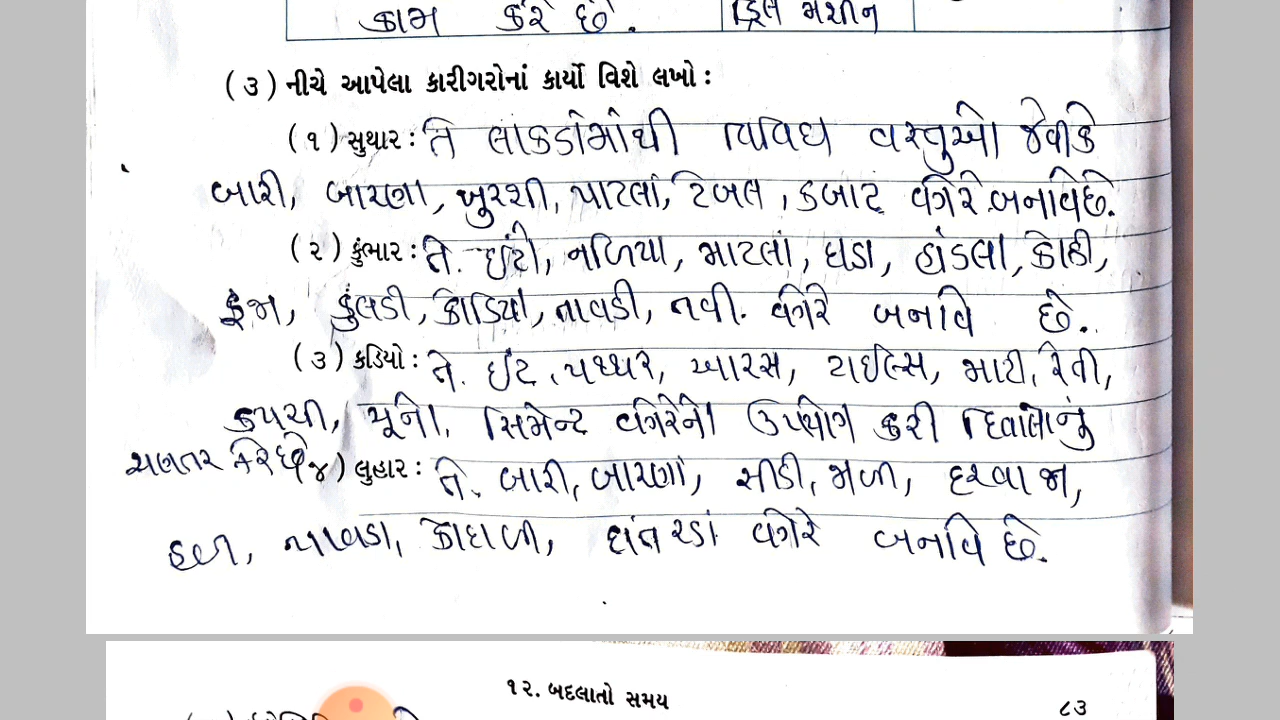 કામ કરે છે. ડ્રિલ મશીન
(૩) નીચે આપેલા કારીગરોનાં કાર્યો વિશે લખો :
(૧) સુથાર : તે લાકડાંમાંથી વિવિધ વસ્તુઓ જેવીકે
બારી, બારણા, ખુરશી, પાટલા, ટેબલ, કબાટ વગેરે બનાવેછે.
(૨) કુંભાર : તે. ઈંટો, નળિયા, માટલાં, ઘડા, હાંડલા, કોઠી,
કુંજા, કુલડી, કોડિયાં, તાવડી, નવી. વગેરે બનાવે છે.
(૩) કડિયો : તે. ઈંટ, પથ્થર, આરસ, ટાઈલ્સ, માટી, રેતી,
કપચી, ચૂનો, સિમેન્ટ વગેરેનો ઉપયોગ કરી દિવાલોનું
ચણતર કરે છે
(૪) લુહાર : તે. બારી, બારણાં, સીડી, જાળી, દરવાજા,
હળ, પાવડા, કોદાળી, દાંતરડાં વગેરે બનાવે છે.
૧૨. બદલાતો સમય ૮૩